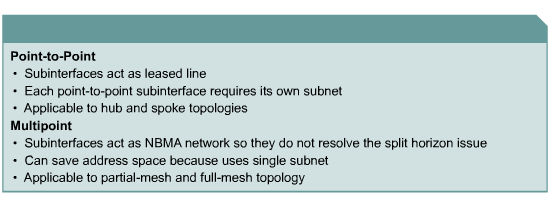 Point-to-Point
• Subinterfaces act as leased line
• Each point-to-point subinterface requires its own subnet
• Applicable to hub and spoke topologies
Multipoint
• Subinterfaces act as NBMA network so they do not resolve the split horizon issue
• Can save address space because uses single subnet
• Applicable to partial-mesh and full-mesh topology